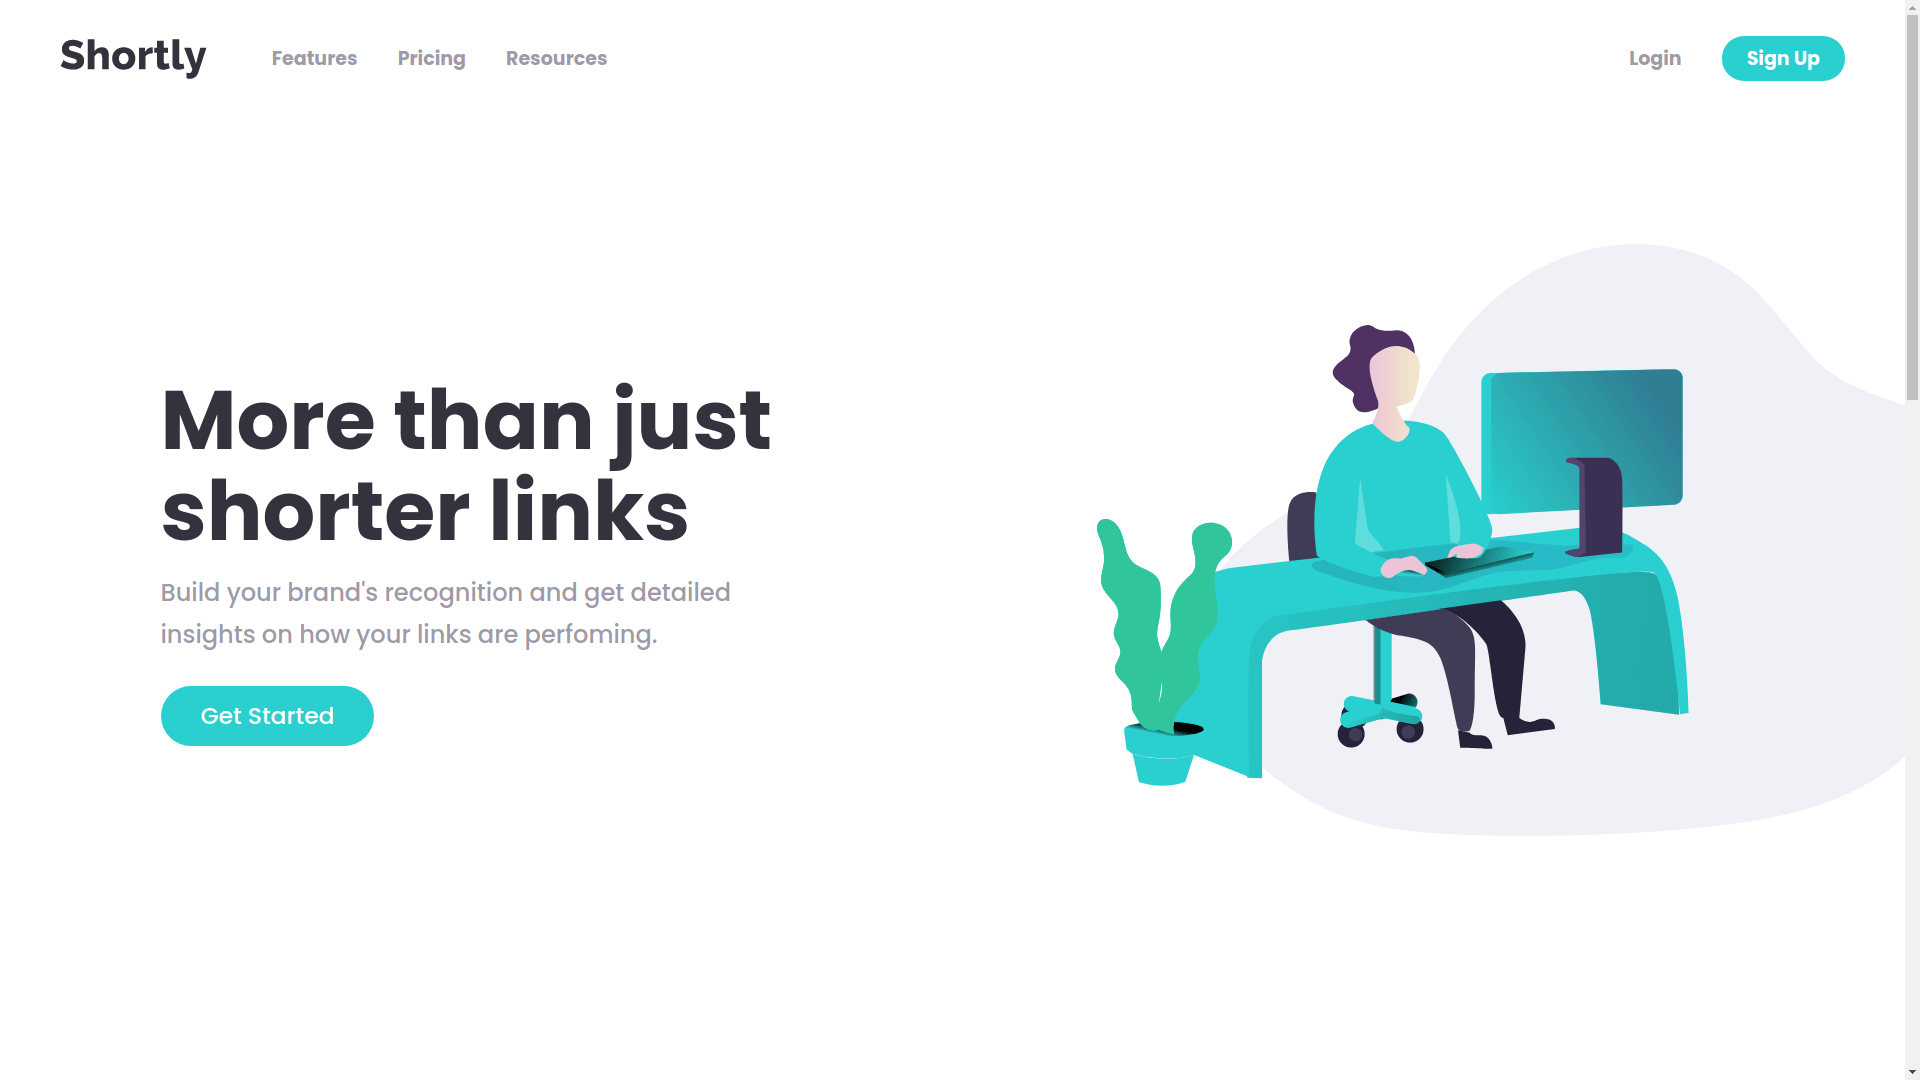 Shortly
Features Pricing Resources
Login Sign Up
More than just
shorter links
Build your brand's recognition and get detailed
insights on how your links are perfoming.
Get Started